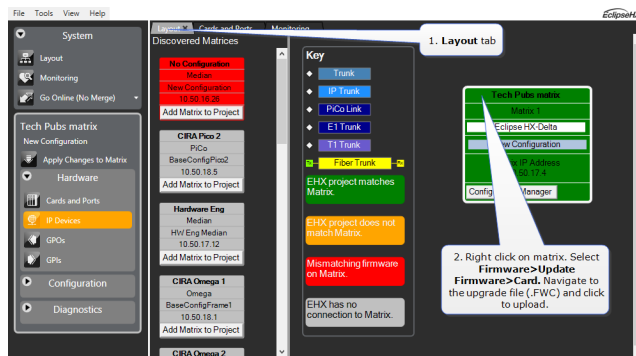 File Tools View Help
EclipseH
System
Layout
Monitoring
Go Online (No Merge)
Tech Pubs matrix
New Configuration
Apply Changes to Matrix
Hardware
Cards and Ports
IP Devices
GPOs
GPIs
Configuration
Diagnostics
Layout Cards and Ports Monitoring
Discovered Matrices
No Configuration
Median
New Configuration
10.50.16.26
Add Matrix to Project
CIRA Pico 2
PiCo
BaseConfigPico2
10.50.18.5
Add Matrix to Project
Hardware Eng
Median
HW Eng Median
10.50.17.12
Add Matrix to Project
CIRA Omega 1
Omega
BaseConfigFrame1
10.50.18.1
Add Matrix to Project
CIRA Omega 2
Key
Trunk
IP Trunk
PiCo Link
E1 Trunk
T1 Trunk
Fiber Trunk
EHX project matches
Matrix.
EHX project does not
match Matrix.
Mismatching firmware
on Matrix.
EHX has no
connection to Matrix.
1. Layout tab
Tech Pubs matrix
Matrix 1
Eclipse HX-Delta
New Configuration
IP Address
.50.17.4
Config Manager
2. Right click on matrix. Select
Firmware>Update
Firmware>Card. Navigate to
the upgrade file (.FWC) and click
to upload.